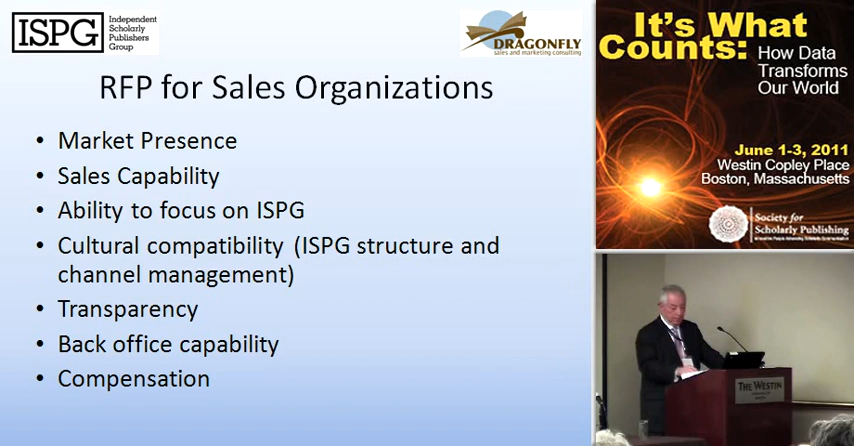 ISPG
Independent
Scholarly
Publishers
Group
DRAGONFLY
sales and marketing consulting
RFP for Sales Organizations
• Market Presence
• Sales Capability
• Ability to focus on ISPG
• Cultural compatibility (ISPG structure and
channel management)
• Transparency
• Back office capability
• Compensation
It's What
Counts: How Data
Transforms
Our World
June 1-3, 2011
Westin Copley Place
Boston, Massachusetts
Society for
Scholarly Publishing
THE WESTIN